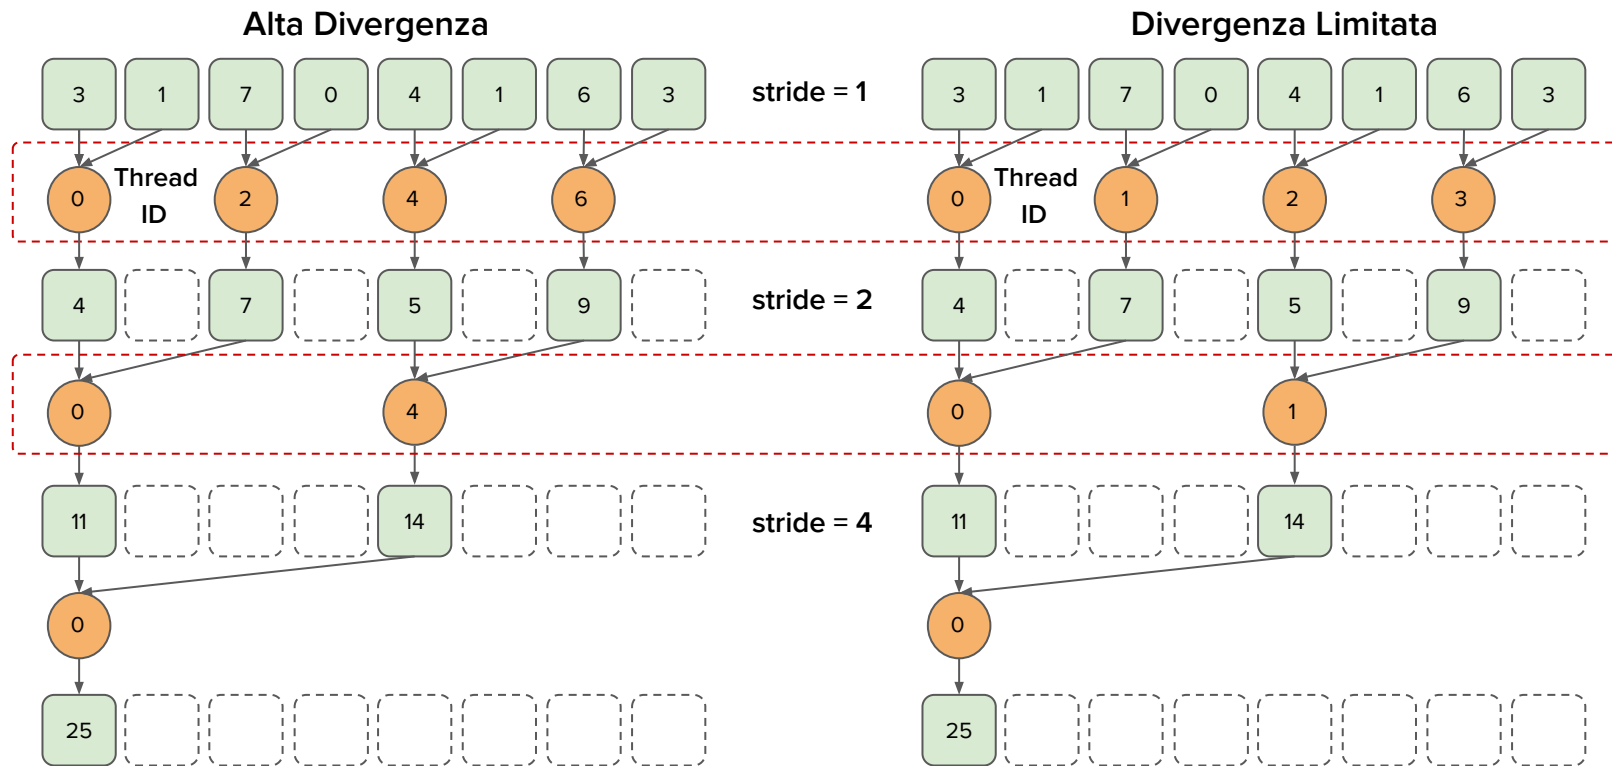 Alta Divergenza Divergenza Limitata
3 1 7 0 4 1 6 3 stride = 1 3 1 7 0 4 1 6 3
0 Thread ID 2 4 6 0 Thread ID 1 2 3
4 7 5 9 stride = 2 4 7 5 9
0 4 0 1
11 14 stride = 4 11 14
0 0
25 25